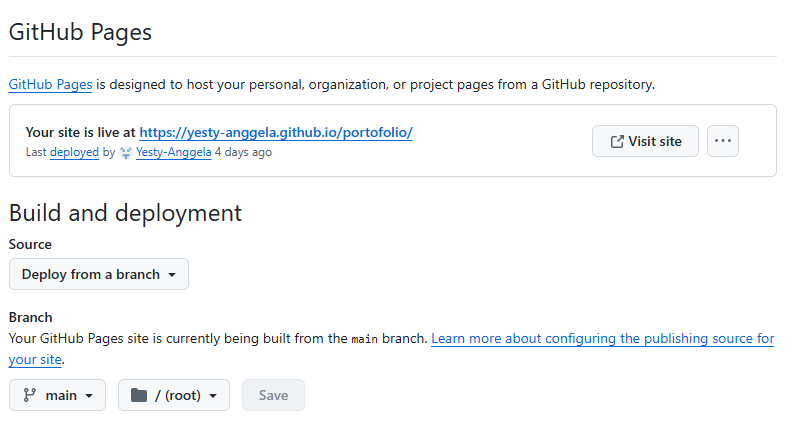 GitHub Pages
GitHub Pages is designed to host your personal, organization, or project pages from a GitHub repository.
Your site is live at https://yesty-anggela.github.io/portofolio/
Last deployed by Yesty-Anggela 4 days ago
Visit site
Build and deployment
Source
Deploy from a branch
Branch
Your GitHub Pages site is currently being built from the main branch. Learn more about configuring the publishing source for
your site.
main
/ (root)
Save